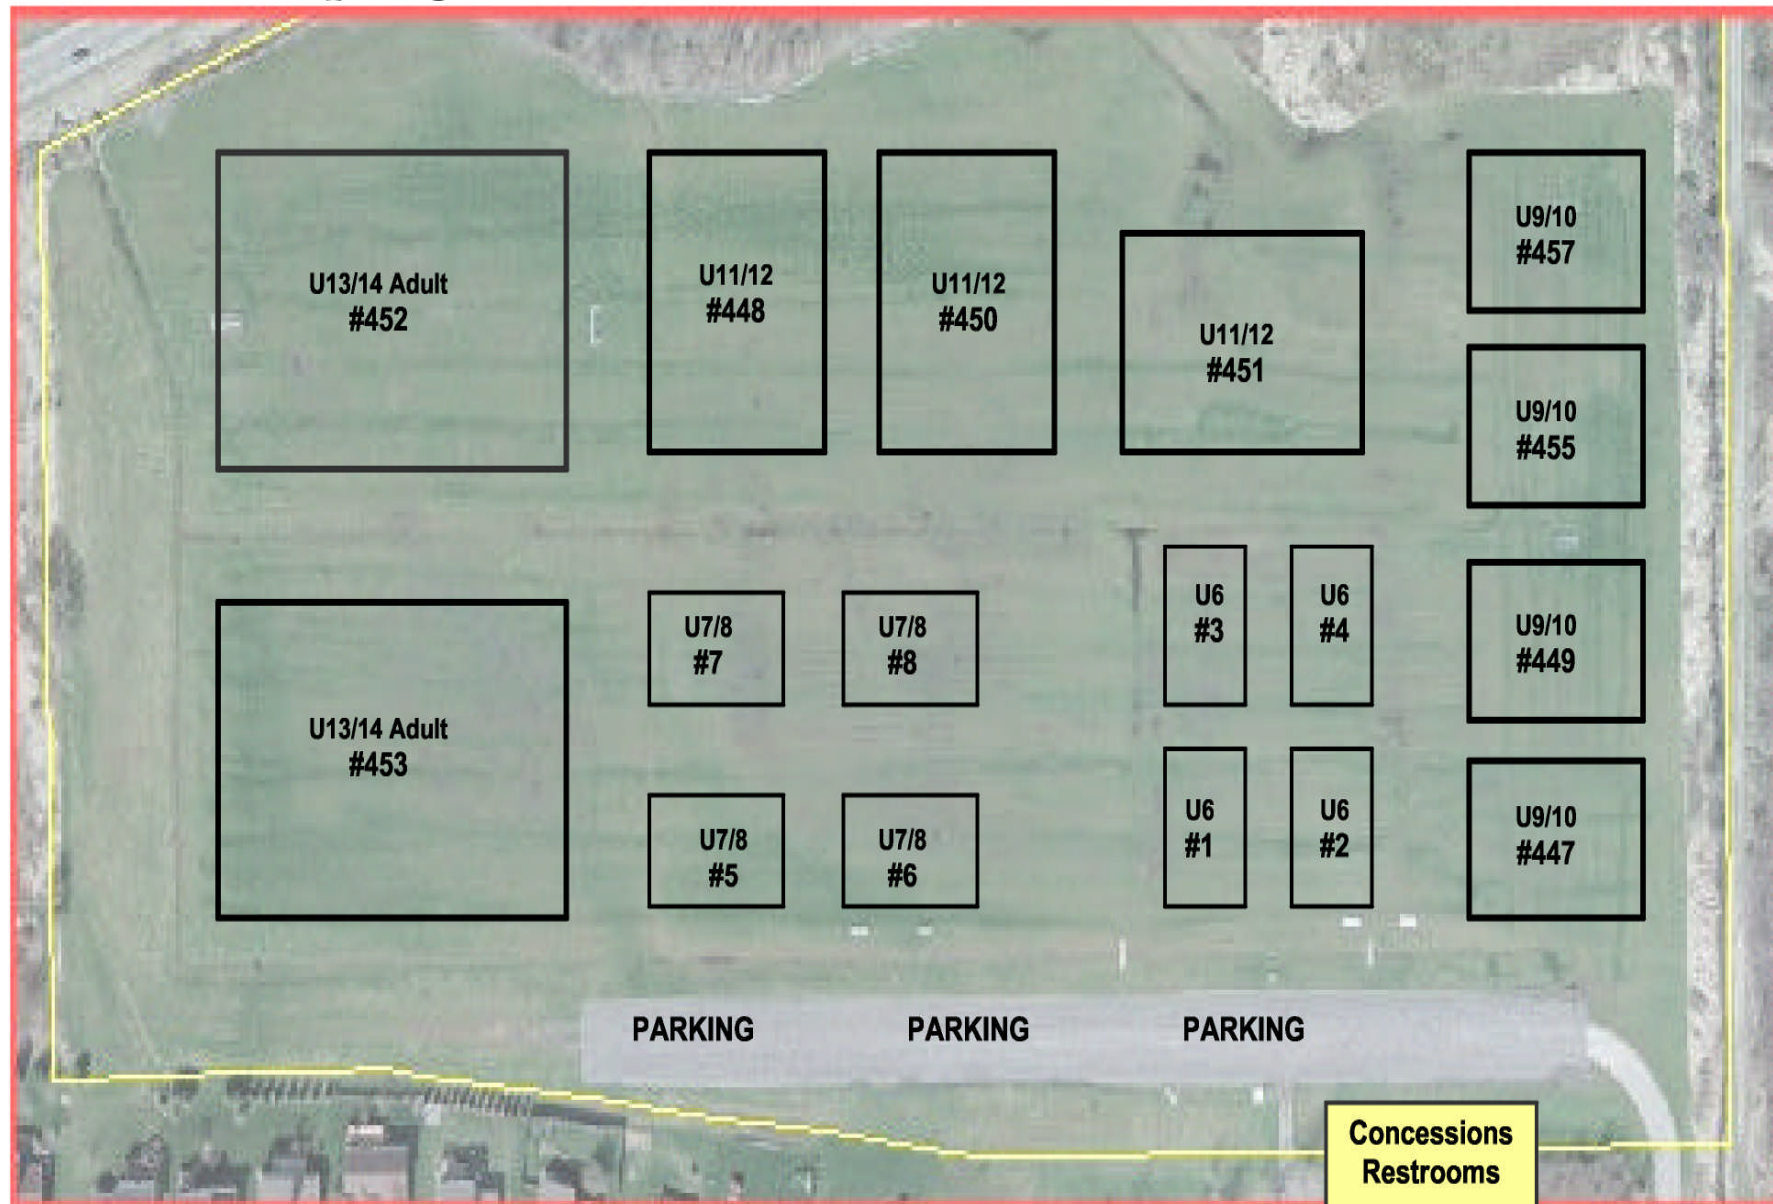 U13/14 Adult
#452
U11/12
#448
U11/12
#450
U11/12
#451
U9/10
#457
U9/10
#455
U13/14 Adult
#453
U7/8
#7
U7/8
#8
U6
#3
U6
#4
U9/10
#449
U7/8
#5
U7/8
#6
U6
#1
U6
#2
U9/10
#447
PARKING PARKING PARKING
Concessions
Restrooms